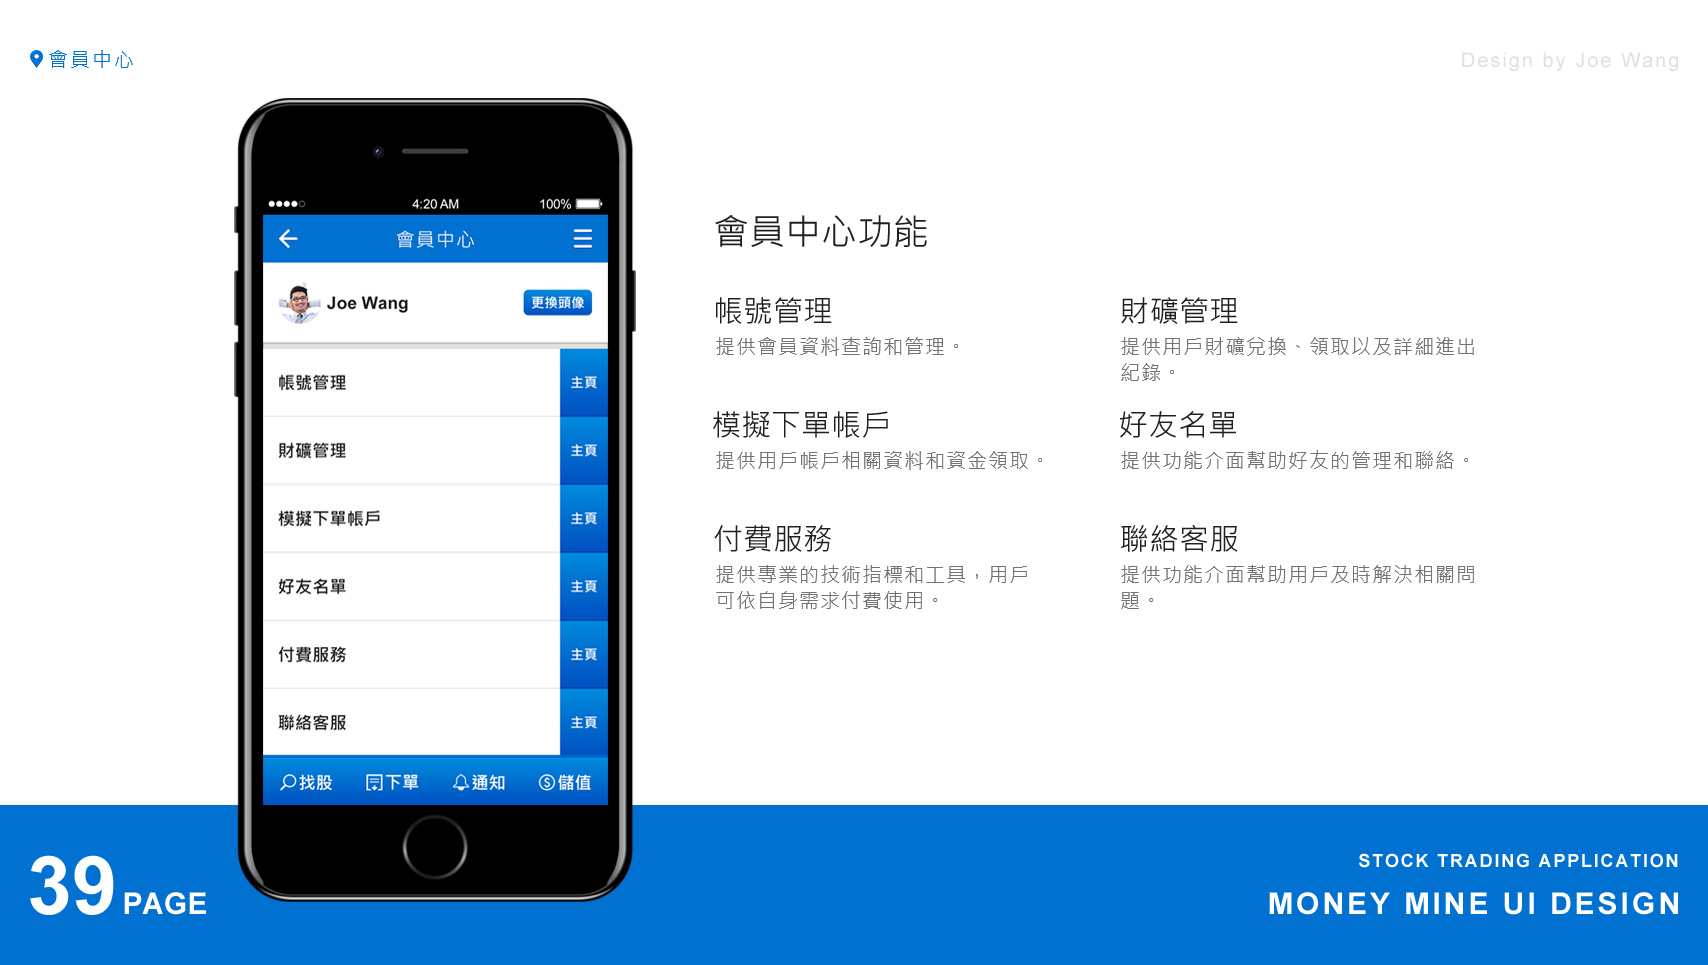 會員中心
Design by Joe Wang
4:20 AM
100%
會員中心
Joe Wang
更換頭像
帳號管理
主頁
財礦管理
主頁
模擬下單帳戶
主頁
好友名單
主頁
付費服務
主頁
聯絡客服
主頁
找股
下單
通知
儲值
會員中心功能
帳號管理
提供會員資料查詢和管理。
財礦管理
提供用戶財礦兌換、領取以及詳細進出
紀錄。
模擬下單帳戶
提供用戶帳戶相關資料和資金領取。
好友名單
提供功能介面幫助好友的管理和聯絡。
付費服務
提供專業的技術指標和工具，用戶
可依自身需求付費使用。
聯絡客服
提供功能介面幫助用戶及時解決相關問
題。
39 PAGE
STOCK TRADING APPLICATION
MONEY MINE UI DESIGN